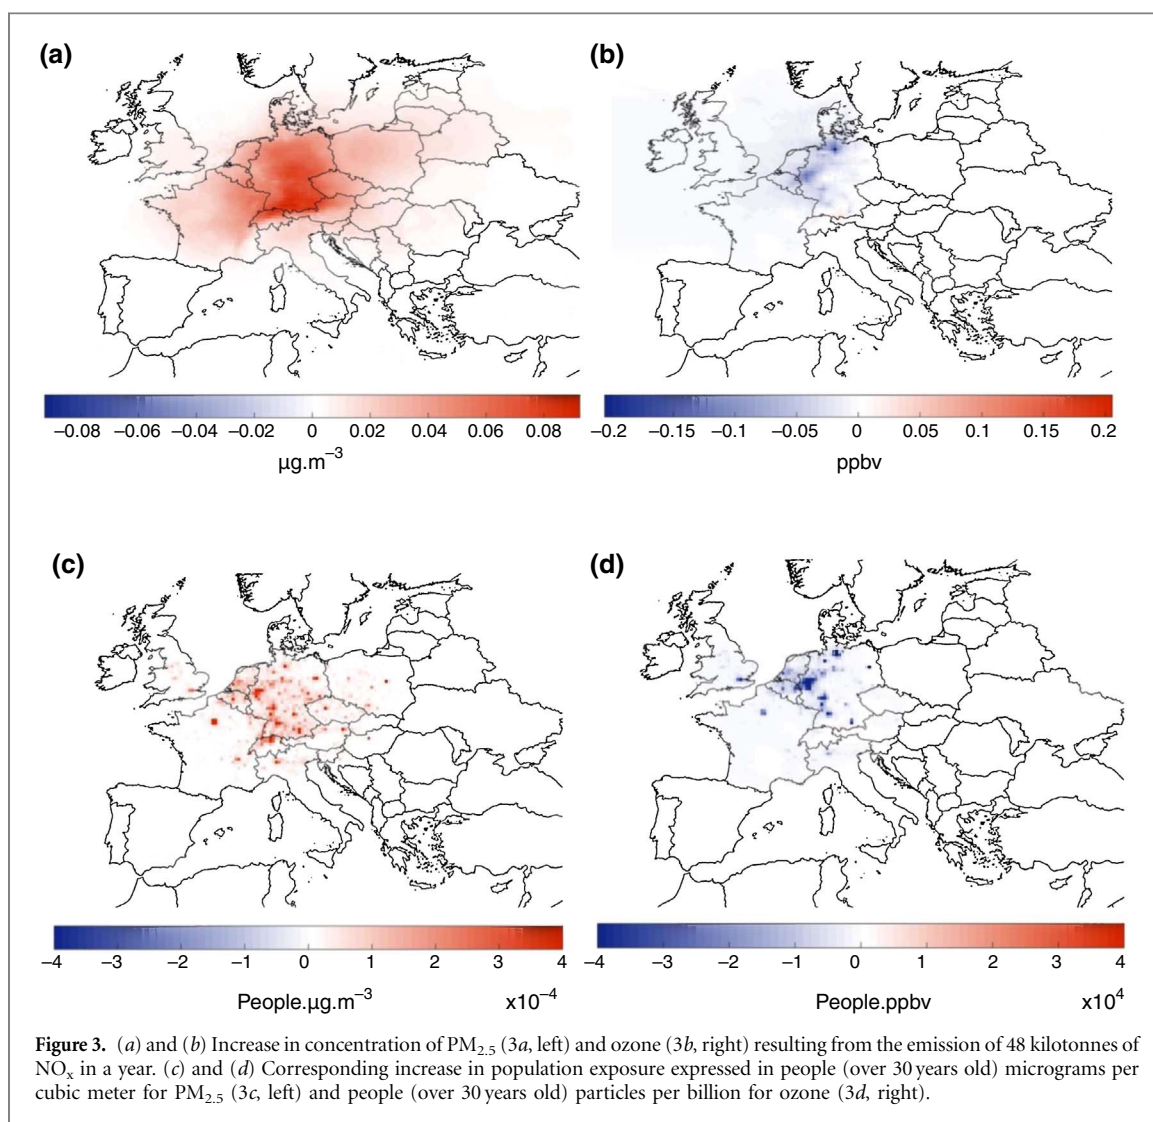 (a)
(b)
−0.08 −0.06 −0.04 −0.02 0 0.02 0.04 0.06 0.08
μg.m⁻³
−0.2 −0.15 −0.1 −0.05 0 0.05 0.1 0.15 0.2
ppbv
(c)
(d)
−4 −3 −2 −1 0 1 2 3 4
People.μg.m⁻³ x10⁻⁴
−4 −3 −2 −1 0 1 2 3 4
People.ppbv x10⁴
Figure 3. (a) and (b) Increase in concentration of PM₂.₅ (3a, left) and ozone (3b, right) resulting from the emission of 48 kilotonnes of
NOₓ in a year. (c) and (d) Corresponding increase in population exposure expressed in people (over 30 years old) micrograms per
cubic meter for PM₂.₅ (3c, left) and people (over 30 years old) particles per billion for ozone (3d, right).